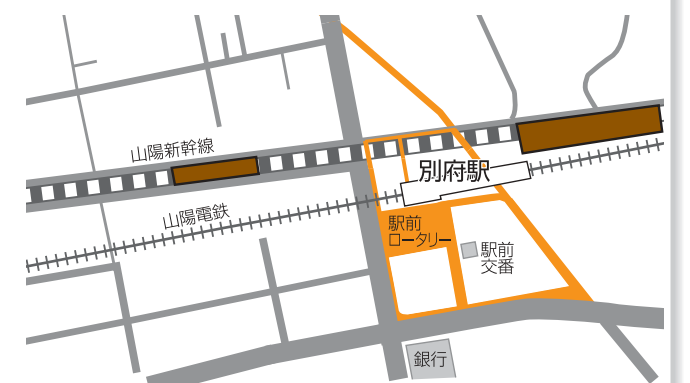 山陽新幹線
別府駅
山陽電鉄
駅前
ロータリー
駅前
交番
銀行